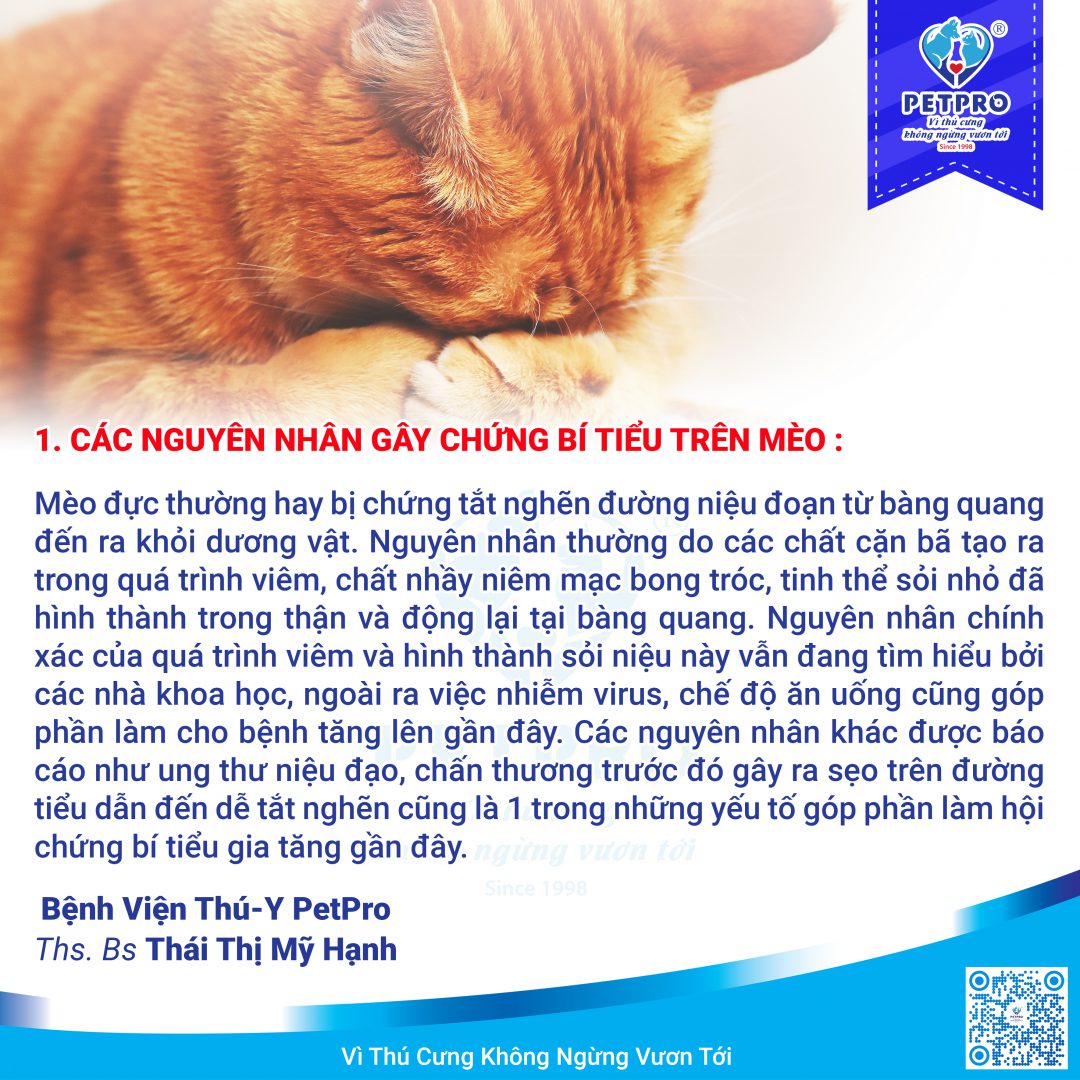 PETPRO
®
Vì thú cưng
không ngừng vươn tới
Since 1998
1. CÁC NGUYÊN NHÂN GÂY CHỨNG BÍ TIỂU TRÊN MÈO :
Mèo đực thường hay bị chứng tắt nghẽn đường niệu đoạn từ bàng quang
đến ra khỏi dương vật. Nguyên nhân thường do các chất cặn bã tạo ra
trong quá trình viêm, chất nhầy niêm mạc bong tróc, tinh thể sỏi nhỏ đã
hình thành trong thận và động lại tại bàng quang. Nguyên nhân chính
xác của quá trình viêm và hình thành sỏi niệu này vẫn đang tìm hiểu bởi
các nhà khoa học, ngoài ra việc nhiễm virus, chế độ ăn uống cũng góp
phần làm cho bệnh tăng lên gần đây. Các nguyên nhân khác được báo
cáo như ung thư niệu đạo, chấn thương trước đó gây ra sẹo trên đường
tiểu dẫn đến dễ tắt nghẽn cũng là 1 trong những yếu tố góp phần làm hội
chứng bí tiểu gia tăng gần đây.
ngừng vươn tới
Since 1998
Bệnh Viện Thú-Y PetPro
Ths. Bs Thái Thị Mỹ Hạnh
Vì Thú Cưng Không Ngừng Vươn Tới